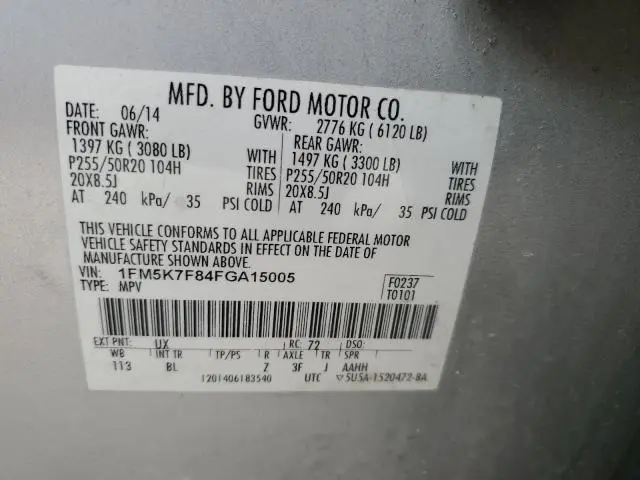 MFD. BY FORD MOTOR CO.
DATE: 06/14 GVWR: 2776 KG ( 6120 LB)
FRONT GAWR: REAR GAWR:
1397 KG ( 3080 LB) WITH 1497 KG ( 3300 LB) WITH
P255/50R20 104H TIRES P255/50R20 104H TIRES
20X8.5J RIMS 20X8.5J RIMS
AT 240 kPa/ 35 PSI COLD AT 240 kPa/ 35 PSI COLD
THIS VEHICLE CONFORMS TO ALL APPLICABLE FEDERAL MOTOR
VEHICLE SAFETY STANDARDS IN EFFECT ON THE DATE OF
MANUFACTURE SHOWN ABOVE.
VIN: 1FM5K7F84FGA15005 F0237
TYPE: MPV T0101
EXT PNT: UX RC: 72 DSO:
WB INT TR TP/PS R AXLE TR SPR
113 BL Z 3F J AAHH
1201406183540 UTC ▽5U5A-1520472-8A